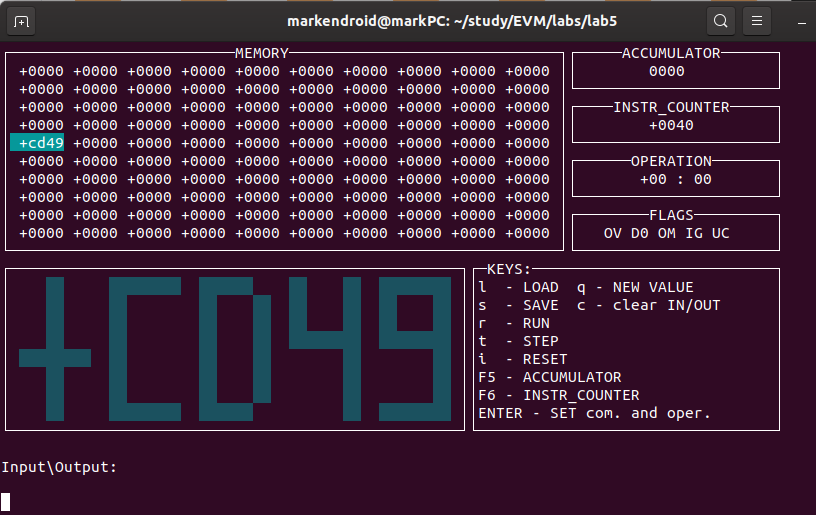 markendroid@markPC: ~/study/EVM/labs/lab5
MEMORY
+0000 +0000 +0000 +0000 +0000 +0000 +0000 +0000 +0000 +0000
+0000 +0000 +0000 +0000 +0000 +0000 +0000 +0000 +0000 +0000
+0000 +0000 +0000 +0000 +0000 +0000 +0000 +0000 +0000 +0000
+0000 +0000 +0000 +0000 +0000 +0000 +0000 +0000 +0000 +0000
+cd49 +0000 +0000 +0000 +0000 +0000 +0000 +0000 +0000 +0000
+0000 +0000 +0000 +0000 +0000 +0000 +0000 +0000 +0000 +0000
+0000 +0000 +0000 +0000 +0000 +0000 +0000 +0000 +0000 +0000
+0000 +0000 +0000 +0000 +0000 +0000 +0000 +0000 +0000 +0000
+0000 +0000 +0000 +0000 +0000 +0000 +0000 +0000 +0000 +0000
+0000 +0000 +0000 +0000 +0000 +0000 +0000 +0000 +0000 +0000
ACCUMULATOR
0000
INSTR_COUNTER
+0040
OPERATION
+00 : 00
FLAGS
OV D0 OM IG UC
+CD49
KEYS:
l - LOAD q - NEW VALUE
s - SAVE c - clear IN/OUT
r - RUN
t - STEP
i - RESET
F5 - ACCUMULATOR
F6 - INSTR_COUNTER
ENTER - SET com. and oper.
Input\Output: